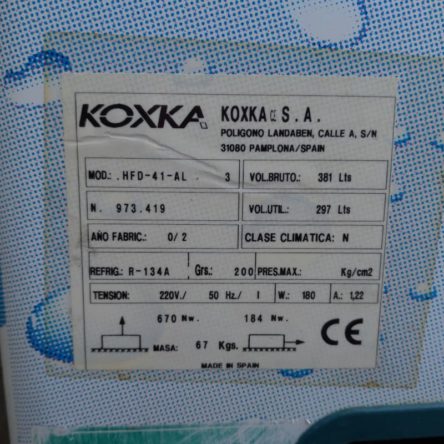 KOXKA KOXKA S.A.
POLIGONO LANDABEN, CALLE A, S/N
31080 PAMPLONA/SPAIN
MOD.: .HFD-41-AL . 3 VOL.BRUTO: 381 Lts
N. 973.419 VOL.UTIL: 297 Lts
AÑO FABRIC.: 0/2 CLASE CLIMATICA: N
REFRIG.: R-134A Grs.: 200 PRES.MAX.: Kg/cm2
TENSION: 220V./ 50 Hz./ I W.: 180 A.: 1,22
670 Nw. 184 Nw.
MASA: 67 Kgs. CE
MADE IN SPAIN